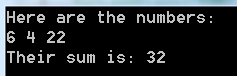 Here are the numbers:
6 4 22
Their sum is: 32